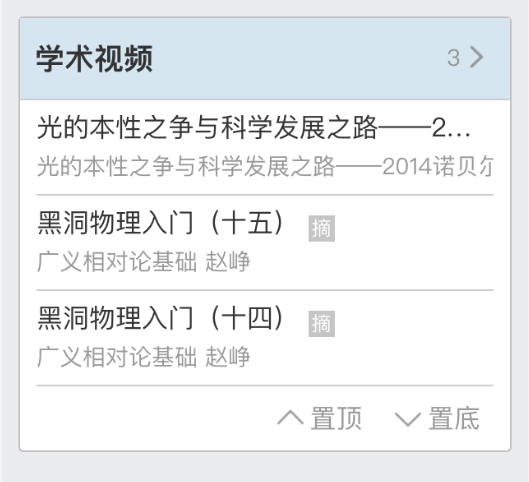 学术视频 3
光的本性之争与科学发展之路——2...
光的本性之争与科学发展之路——2014诺贝尔
黑洞物理入门（十五） 摘
广义相对论基础 赵峥
黑洞物理入门（十四） 摘
广义相对论基础 赵峥
置顶 置底